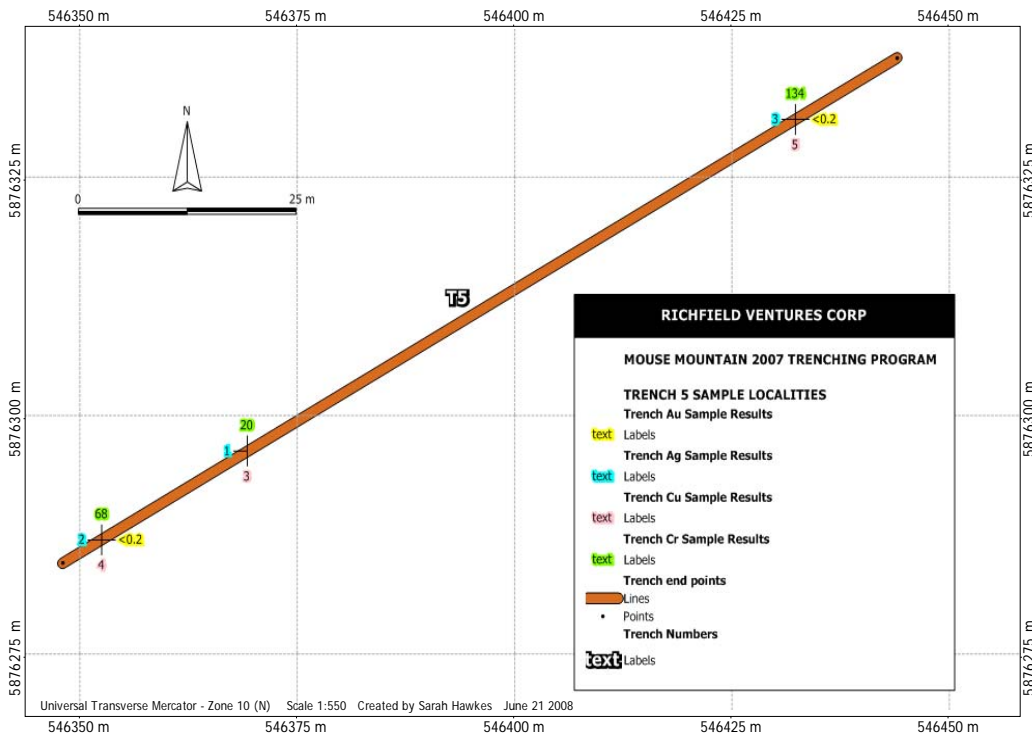 546350 m 546375 m 546400 m 546425 m 546450 m
134
3 <0.2
5
N
5876325 m 5876325 m
0 25 m
T5
RICHFIELD VENTURES CORP
MOUSE MOUNTAIN 2007 TRENCHING PROGRAM
TRENCH 5 SAMPLE LOCALITIES
Trench Au Sample Results
text Labels
Trench Ag Sample Results
text Labels
Trench Cu Sample Results
text Labels
Trench Cr Sample Results
text Labels
Trench end points
Lines
Points
Trench Numbers
text Labels
5876300 m 5876300 m
20
1
3
68
2 <0.2
4
5876275 m 5876275 m
Universal Transverse Mercator - Zone 10 (N) Scale 1:550 Created by Sarah Hawkes June 21 2008
546350 m 546375 m 546400 m 546425 m 546450 m